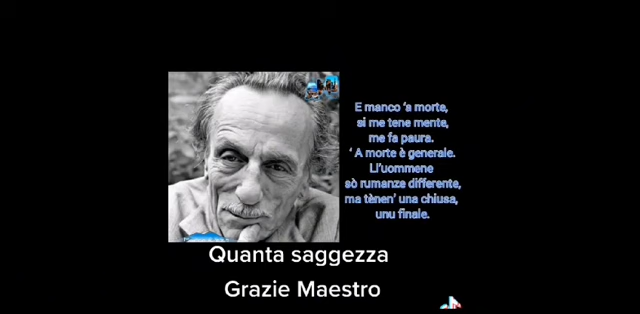 E manco ‘a morte,
si me tene mente,
me fa paura.
‘ A morte è generale.
Ll’uommene
sò rumanze differente,
ma tènen’ una chiusa,
unu finale.
Quanta saggezza
Grazie Maestro